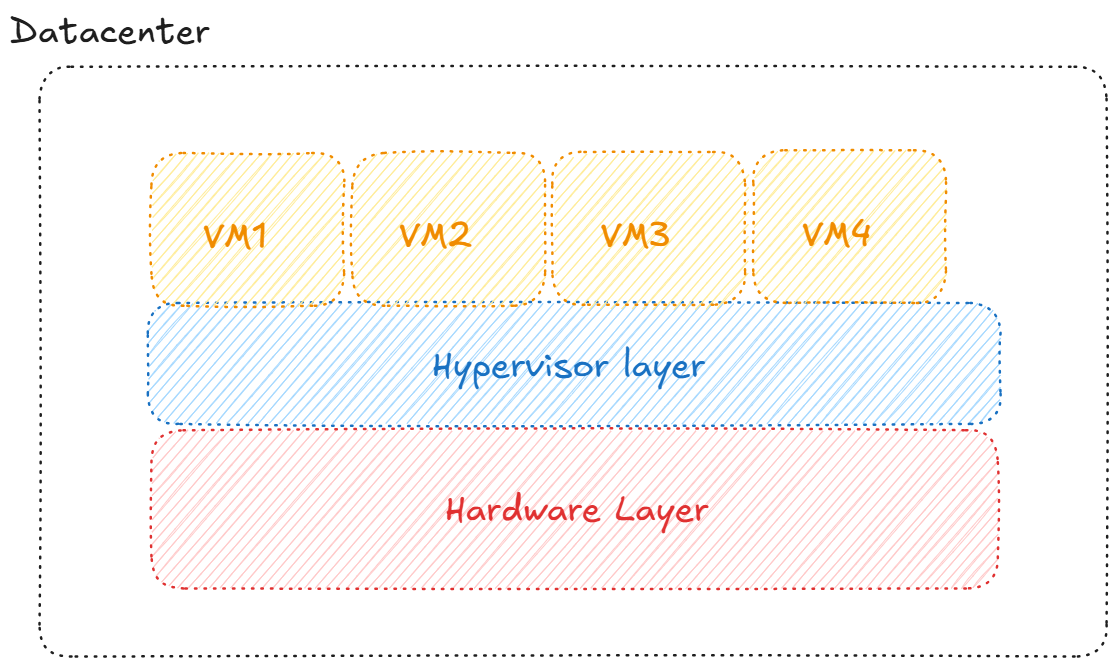 Datacenter
VM1 VM2 VM3 VM4
Hypervisor layer
Hardware Layer